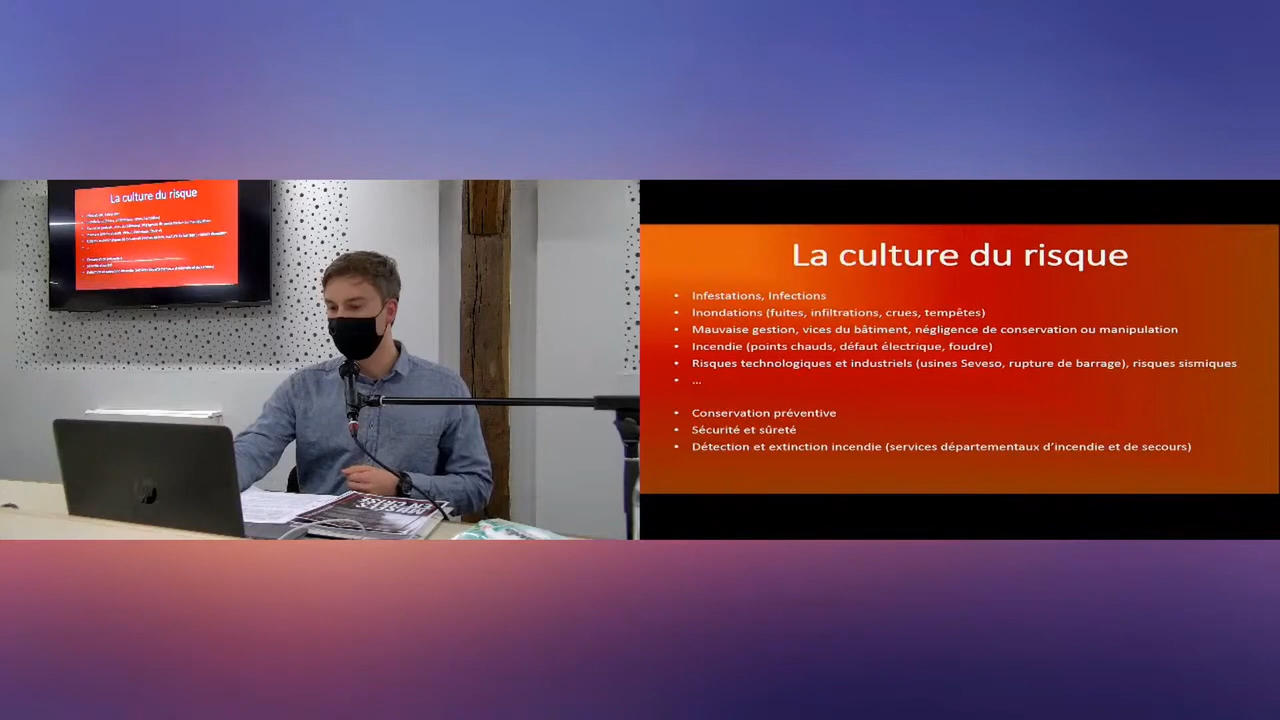 La culture du risque
La culture du risque
• Infestations, Infections
• Inondations (fuites, infiltrations, crues, tempêtes)
• Mauvaise gestion, vices du bâtiment, négligence de conservation ou manipulation
• Incendie (points chauds, défaut électrique, foudre)
• Risques technologiques et industriels (usines Seveso, rupture de barrage), risques sismiques
• ...
• Conservation préventive
• Sécurité et sûreté
• Détection et extinction incendie (services départementaux d'incendie et de secours)
hp